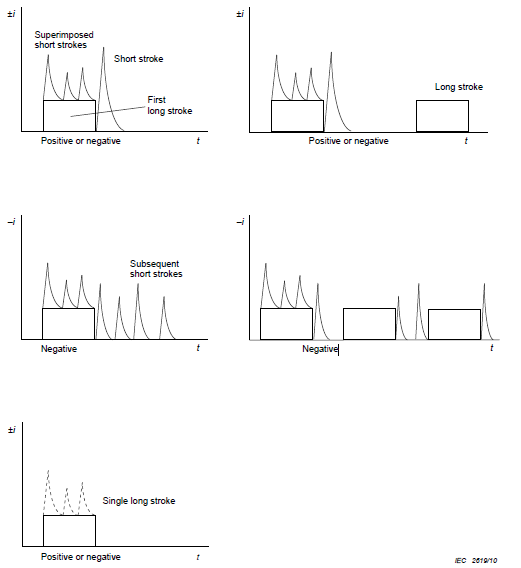 ±i
Superimposed
short strokes
Short stroke
First
long stroke
Positive or negative
t
±i
Long stroke
Positive or negative
t
–i
Subsequent
short strokes
Negative
t
–i
Negative
t
±i
Single long stroke
Positive or negative
t
IEC 2619/10